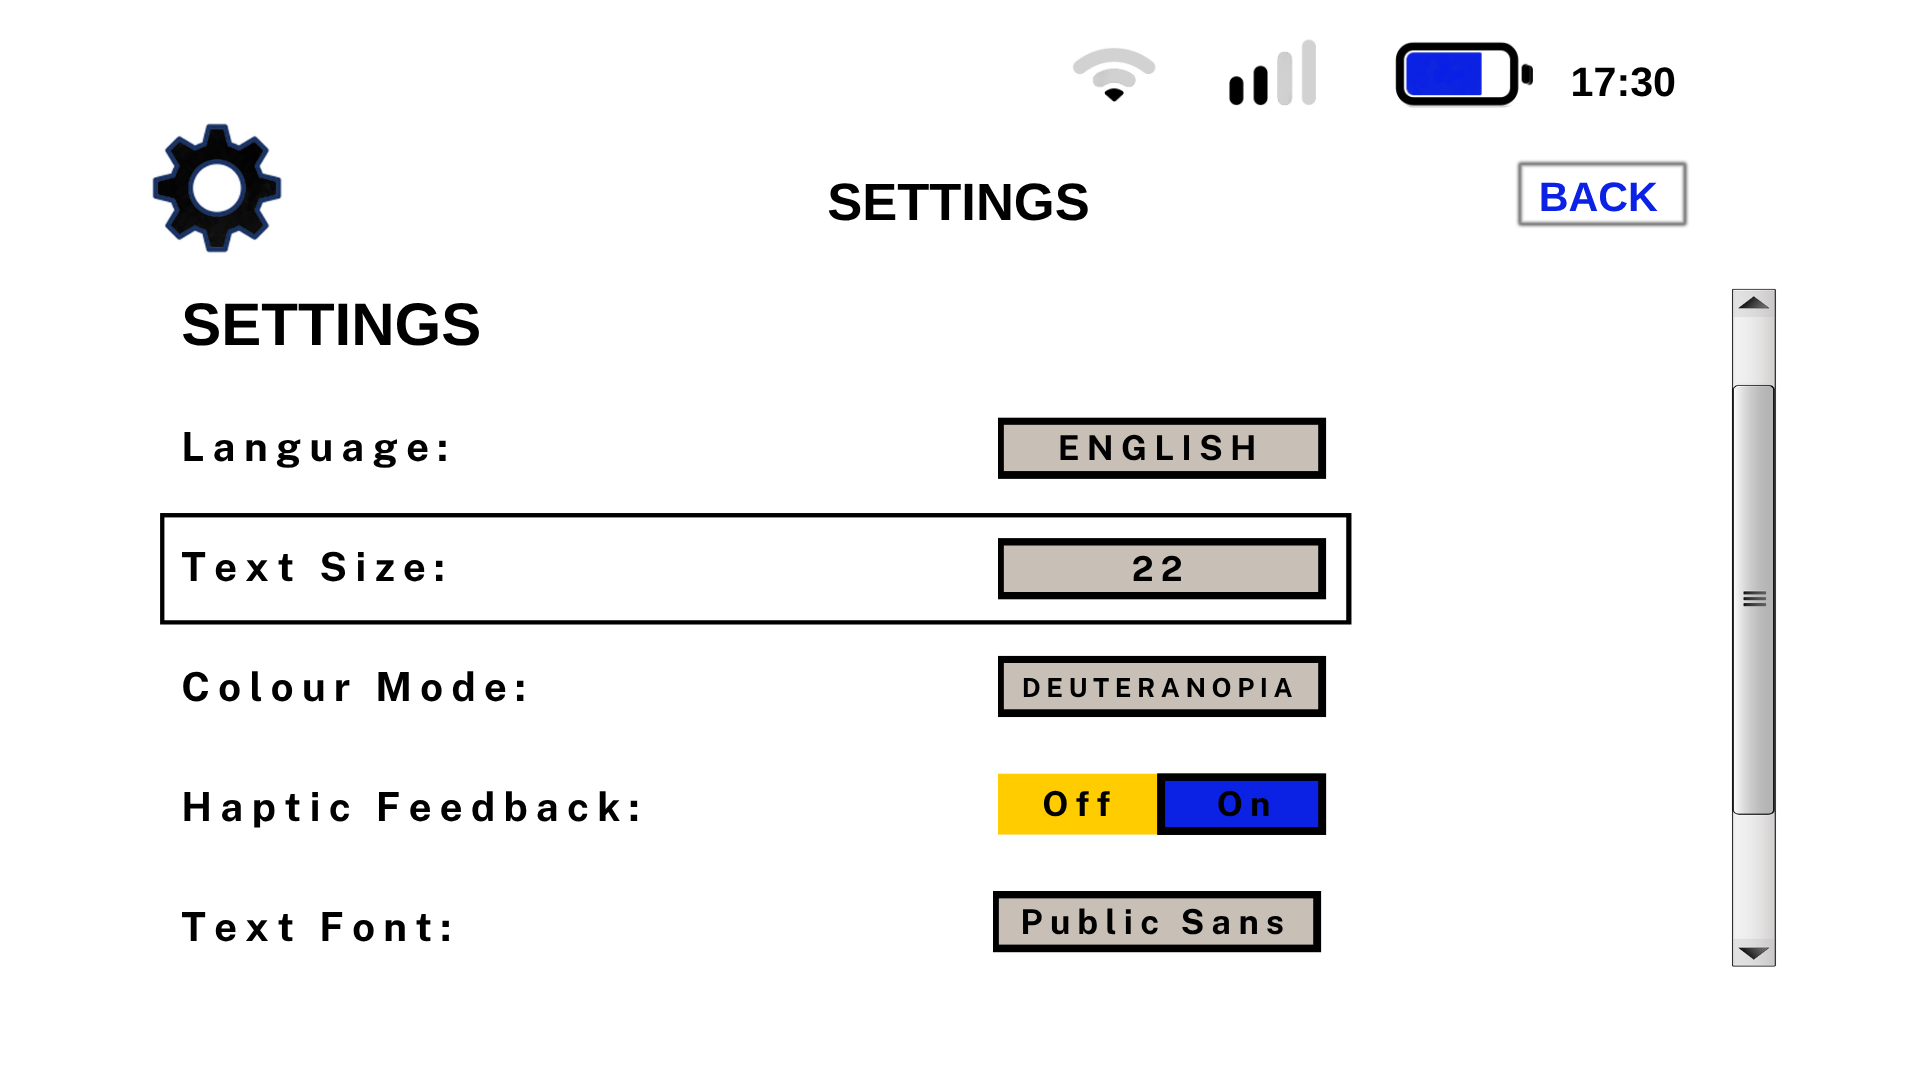 17:30
SETTINGS
BACK
SETTINGS
Language: ENGLISH
Text Size: 22
Colour Mode: DEUTERANOPIA
Haptic Feedback: Off On
Text Font: Public Sans